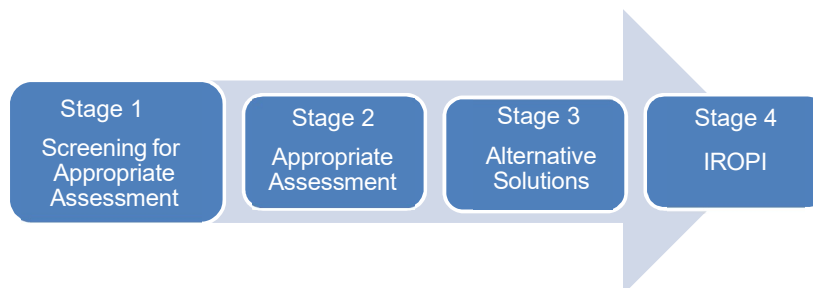 Stage 1
Screening for
Appropriate
Assessment
Stage 2
Appropriate
Assessment
Stage 3
Alternative
Solutions
Stage 4
IROPI